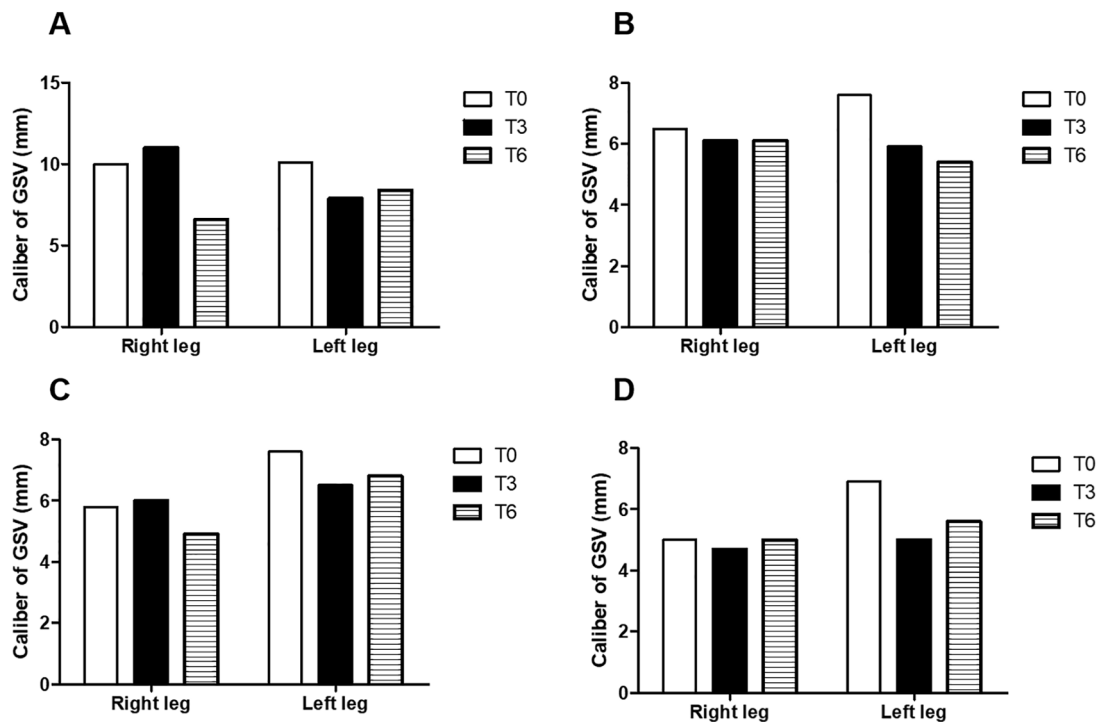 A
Caliber of GSV (mm)
15
10
5
0
Right leg
Left leg
T0
T3
T6
B
Caliber of GSV (mm)
8
6
4
2
0
Right leg
Left leg
T0
T3
T6
C
Caliber of GSV (mm)
8
6
4
2
0
Right leg
Left leg
T0
T3
T6
D
Caliber of GSV (mm)
8
6
4
2
0
Right leg
Left leg
T0
T3
T6